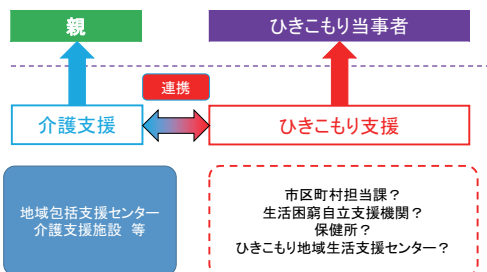 親
ひきこもり当事者
連携
介護支援
ひきこもり支援
地域包括支援センター
介護支援施設 等
市区町村担当課？
生活困窮自立支援機関？
保健所？
ひきこもり地域生活支援センター？